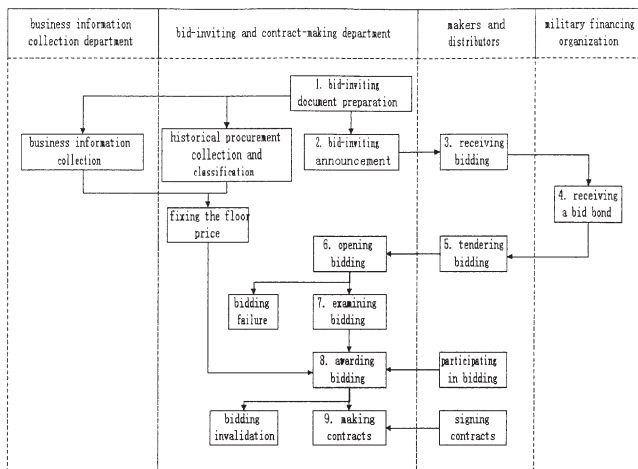 business information
collection department
bid-inviting and contract-making department
makers and
distributors
military financing
organization
1. bid-inviting
document preparation
business information
collection
historical procurement
collection and
classification
2. bid-inviting
announcement
3. receiving
bidding
4. receiving
a bid bond
fixing the floor
price
6. opening
bidding
5. tendering
bidding
bidding
failure
7. examining
bidding
8. awarding
bidding
participating
in bidding
bidding
invalidation
9. making
contracts
signing
contracts